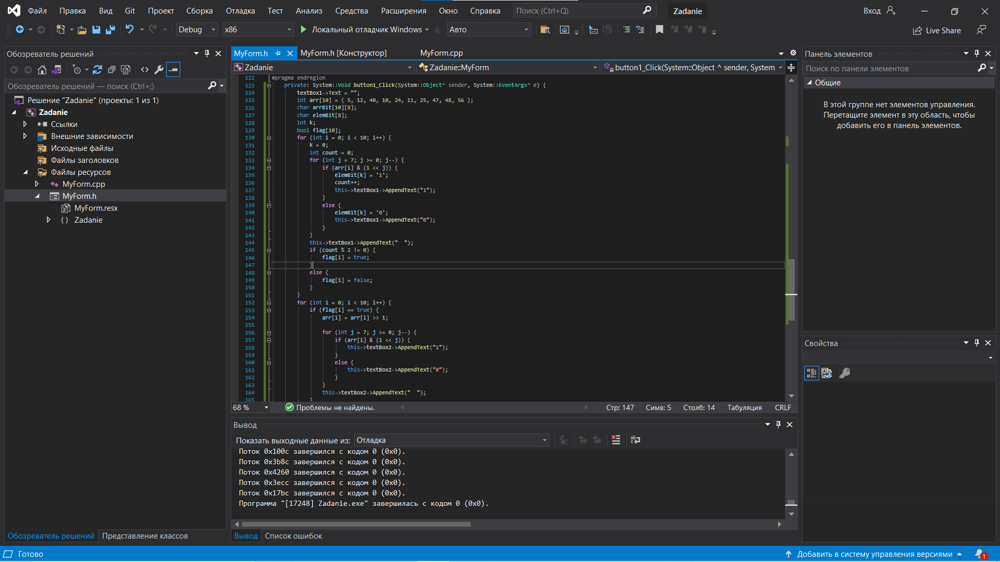 Файл Правка Вид Git Проект Сборка Отладка Тест Анализ Средства Расширения Окно Справка Поиск (Ctrl+Q) Zadanie Вход
Debug x86 Локальный отладчик Windows Авто Live Share
Обозреватель решений
Обозреватель решений — поиск (Ctrl+;)
Решение "Zadanie" (проекты: 1 из 1)
Zadanie
Ссылки
Внешние зависимости
Исходные файлы
Файлы заголовков
Файлы ресурсов
MyForm.cpp
MyForm.h
MyForm.resx
Zadanie
Обозреватель решений Представление классов
MyForm.h MyForm.h [Конструктор] MyForm.cpp
Zadanie Zadanie::MyForm button1_Click(System::Object ^ sender, System
122 #pragma endregion
123 private: System::Void button1_Click(System::Object^ sender, System::EventArgs^ e) {
124 textBox1->Text = "";
125 int arr[10] = { 5, 12, 40, 10, 24, 11, 25, 47, 48, 56 };
126 char arrBit[10][8];
127 char elemBit[8];
128 int k;
129 bool flag[10];
130 for (int i = 0; i < 10; i++) {
131 k = 0;
132 int count = 0;
133 for (int j = 7; j >= 0; j--) {
134 if (arr[i] & (1 << j)) {
135 elemBit[k] = '1';
136 count++;
137 this->textBox1->AppendText("1");
138 }
139 else {
140 elemBit[k] = '0';
141 this->textBox1->AppendText("0");
142 }
143 }
144 this->textBox1->AppendText("  ");
145 if (count % 2 != 0) {
146 flag[i] = true;
147 }
148 else {
149 flag[i] = false;
150 }
151 }
152 for (int i = 0; i < 10; i++) {
153 if (flag[i] == true) {
154 arr[i] = arr[i] >> 1;
155
156 for (int j = 7; j >= 0; j--) {
157 if (arr[i] & (1 << j)) {
158 this->textBox2->AppendText("1");
159 }
160 else {
161 this->textBox2->AppendText("0");
162 }
163 }
164 this->textBox2->AppendText("  ");
165 }
68 % Проблемы не найдены. Стр: 147 Симв: 5 Столб: 14 Табуляция CRLF
Вывод
Показать выходные данные из: Отладка
Поток 0x100c завершился с кодом 0 (0x0).
Поток 0x3b8c завершился с кодом 0 (0x0).
Поток 0x4260 завершился с кодом 0 (0x0).
Поток 0x3ecc завершился с кодом 0 (0x0).
Поток 0x17bc завершился с кодом 0 (0x0).
Программа "[17248] Zadanie.exe" завершилась с кодом 0 (0x0).
Вывод Список ошибок
Панель элементов
Поиск по панели элементов
Общие
В этой группе нет элементов управления.
Перетащите элемент в эту область, чтобы
добавить его в панель элементов.
Свойства
Готово Добавить в систему управления версиями 1